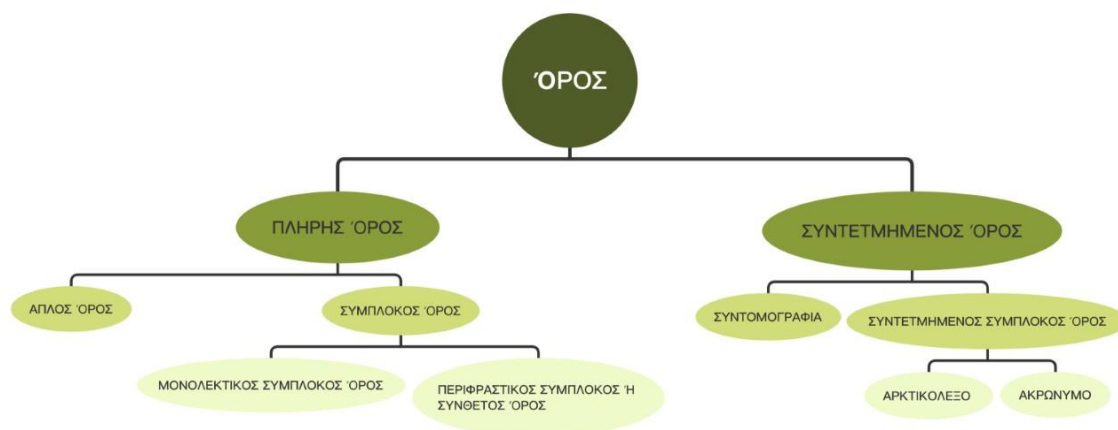 ΌΡΟΣ
ΠΛΗΡΗΣ ΌΡΟΣ
ΣΥΝΤΕΤΜΗΜΕΝΟΣ ΌΡΟΣ
ΑΠΛΟΣ ΌΡΟΣ
ΣΥΜΠΛΟΚΟΣ ΌΡΟΣ
ΣΥΝΤΟΜΟΓΡΑΦΙΑ
ΣΥΝΤΕΤΜΗΜΕΝΟΣ ΣΥΜΠΛΟΚΟΣ ΌΡΟΣ
ΜΟΝΟΛΕΚΤΙΚΟΣ ΣΥΜΠΛΟΚΟΣ ΌΡΟΣ
ΠΕΡΙΦΡΑΣΤΙΚΟΣ ΣΥΜΠΛΟΚΟΣ Ή
ΣΥΝΘΕΤΟΣ ΌΡΟΣ
ΑΡΚΤΙΚΟΛΕΞΟ
ΑΚΡΩΝΥΜΟ